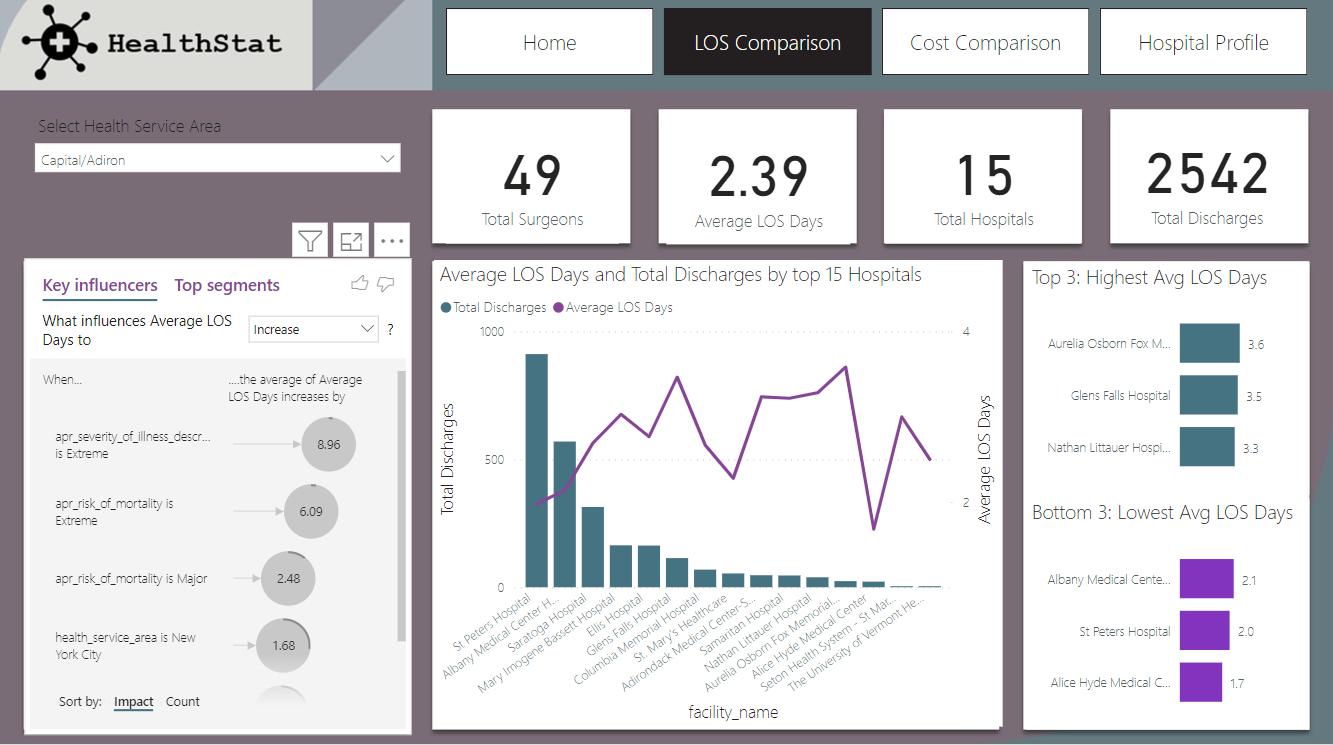 HealthStat
Home
LOS Comparison
Cost Comparison
Hospital Profile
Select Health Service Area
Capital/Adiron
49
Total Surgeons
2.39
Average LOS Days
15
Total Hospitals
2542
Total Discharges
Key influencers
Top segments
What influences Average LOS
Days to
Increase
?
When...
....the average of Average
LOS Days increases by
apr_severity_of_illness_descr...
is Extreme
8.96
apr_risk_of_mortality is
Extreme
6.09
apr_risk_of_mortality is Major
2.48
health_service_area is New
York City
1.68
Sort by:
Impact
Count
Average LOS Days and Total Discharges by top 15 Hospitals
Total Discharges
Average LOS Days
1000
500
0
4
2
Total Discharges
Average LOS Days
St Peters Hospital
Albany Medical Center H...
Saratoga Hospital
Mary Imogene Bassett Hospital
Ellis Hospital
Glens Falls Hospital
Columbia Memorial Hospital
St. Mary's Healthcare
Adirondack Medical Center-S...
Samaritan Hospital
Nathan Littauer Hospital
Aurelia Osborn Fox Memorial...
Alice Hyde Medical Center
Seton Health System - St Mar...
The University of Vermont He...
facility_name
Top 3: Highest Avg LOS Days
Aurelia Osborn Fox M...
3.6
Glens Falls Hospital
3.5
Nathan Littauer Hospi...
3.3
Bottom 3: Lowest Avg LOS Days
Albany Medical Cente...
2.1
St Peters Hospital
2.0
Alice Hyde Medical C...
1.7